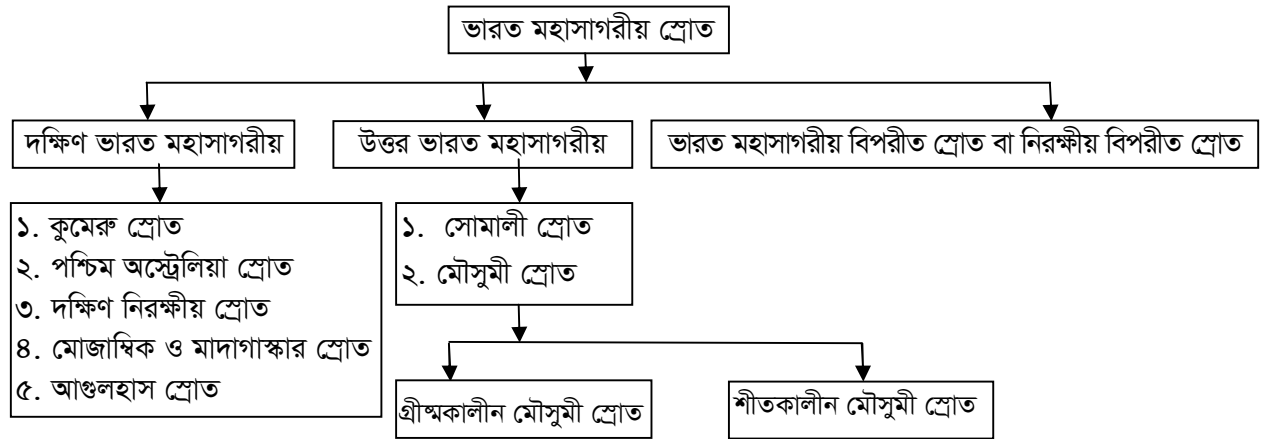 ভারত মহাসাগরীয় স্রোত
দক্ষিণ ভারত মহাসাগরীয়
উত্তর ভারত মহাসাগরীয়
ভারত মহাসাগরীয় বিপরীত স্রোত বা নিরক্ষীয় বিপরীত স্রোত
১. কুমেরু স্রোত
২. পশ্চিম অস্ট্রেলিয়া স্রোত
৩. দক্ষিণ নিরক্ষীয় স্রোত
৪. মোজাম্বিক ও মাদাগাস্কার স্রোত
৫. আগুলহাস স্রোত
১. সোমালী স্রোত
২. মৌসুমী স্রোত
গ্রীষ্মকালীন মৌসুমী স্রোত
শীতকালীন মৌসুমী স্রোত